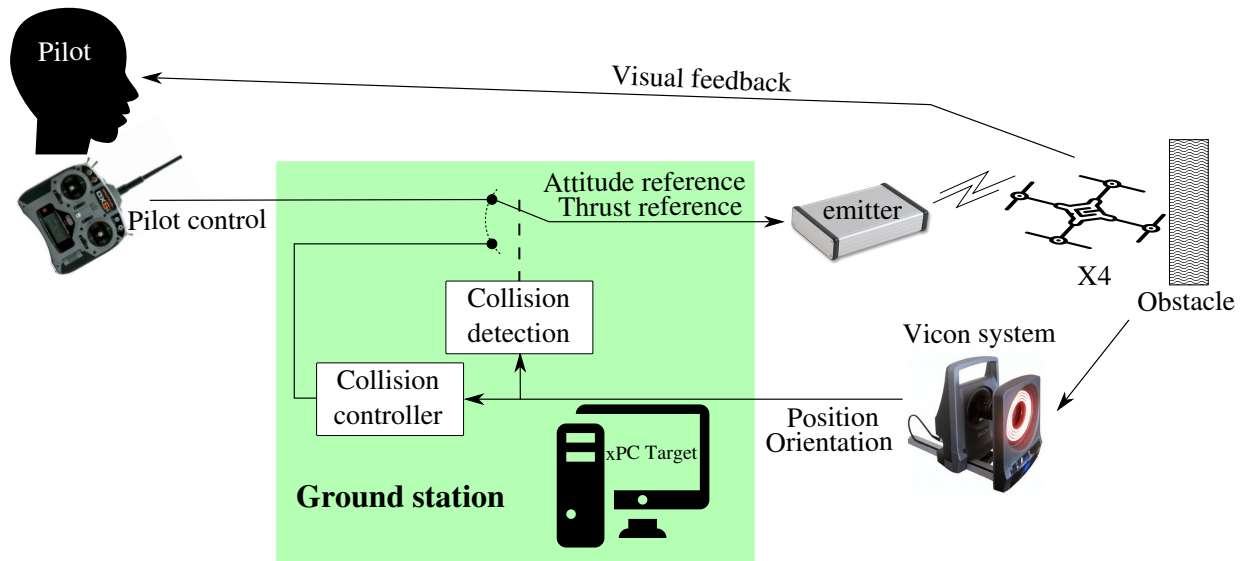 Pilot
Visual feedback
Pilot control
Attitude reference
Thrust reference
emitter
X4
Obstacle
Collision
detection
Vicon system
Collision
controller
Position
Orientation
xPC Target
Ground station